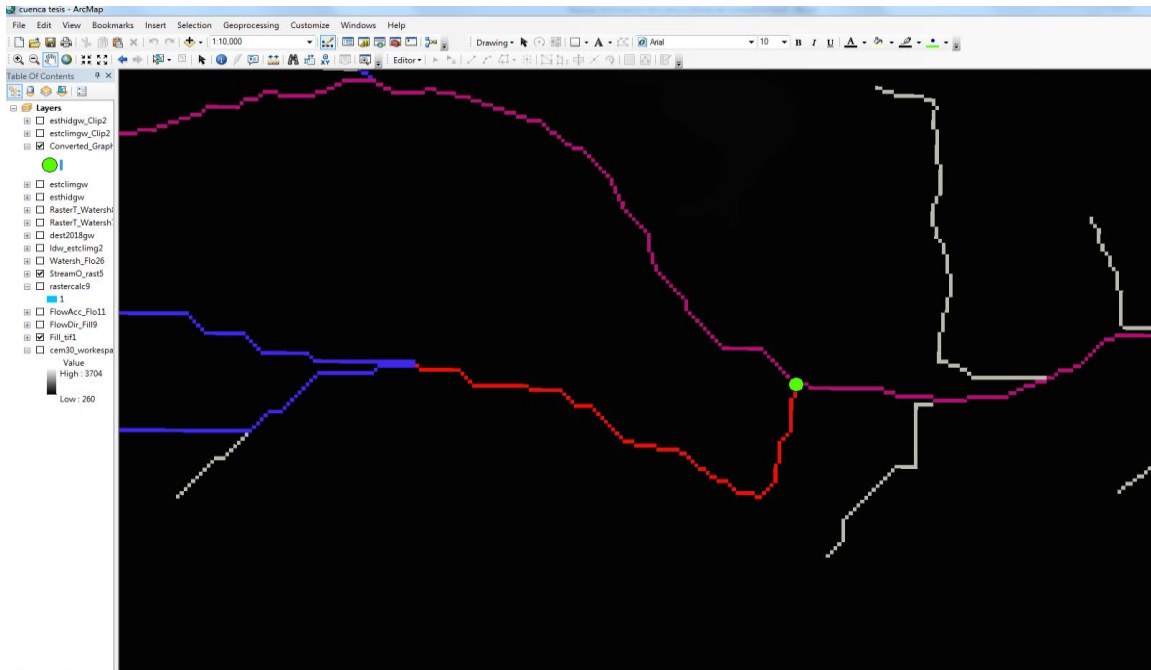 cuenca tesis - ArcMap
File Edit View Bookmarks Insert Selection Geoprocessing Customize Windows Help
1:10,000 Drawing Arial 10 B I U A
Editor
Table Of Contents
Layers
esthidgw_Clip2
estclimgw_Clip2
Converted_Graph
estclimgw
esthidgw
RasterT_Watersh
RasterT_Watersh
dest2018gw
Idw_estclimg2
Watersh_Flo26
StreamO_rast5
rastercalc9
1
FlowAcc_Flo11
FlowDir_Fill9
Fill_tif1
cem30_workespa
Value
High : 3704
Low : 260